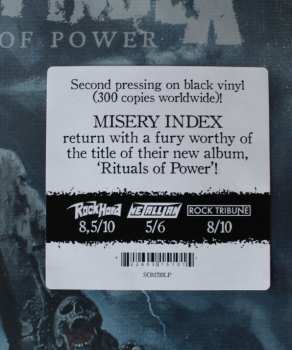 OF POWER
Second pressing on black vinyl
(300 copies worldwide)!
MISERY INDEX
return with a fury worthy of
the title of their new album,
‘Rituals of Power’!
RockHard METALLIAN ROCK TRIBUNE
8,5/10 5/6 8/10